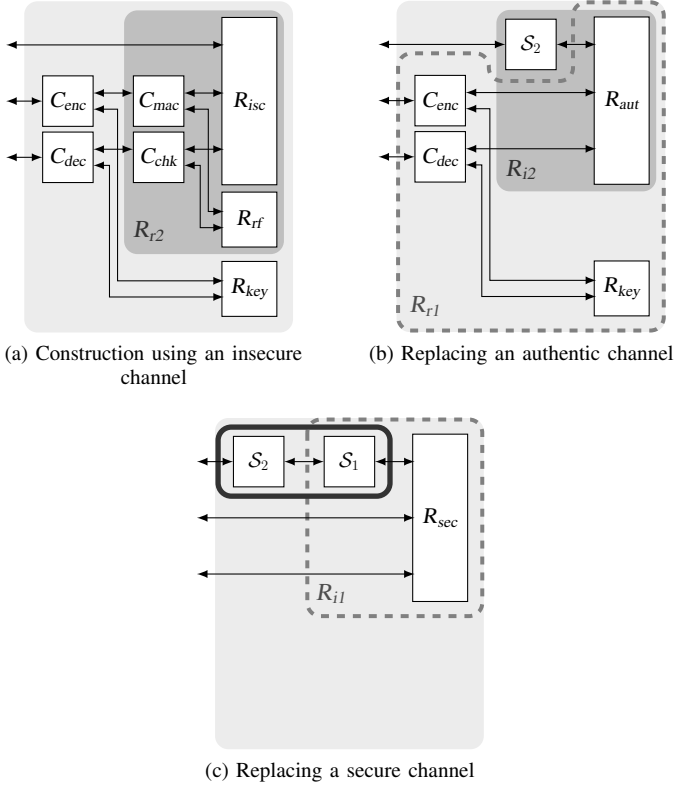 R_isc
C_enc
C_mac
C_dec
C_chk
R_r2
R_rf
R_key
(a) Construction using an insecure
channel
S_2
R_aut
C_enc
C_dec
R_i2
R_key
R_r1
(b) Replacing an authentic channel
S_2
S_1
R_sec
R_i1
(c) Replacing a secure channel